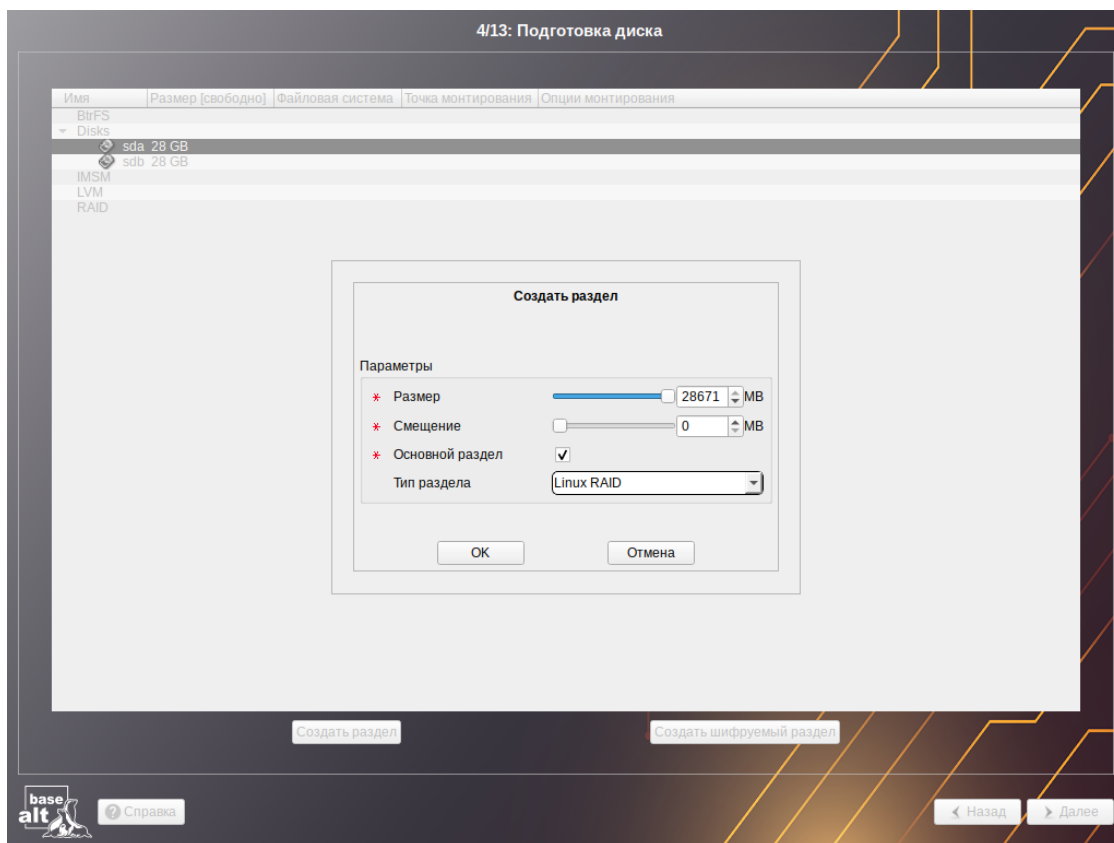 4/13: Подготовка диска
Имя Размер [свободно] Файловая система Точка монтирования Опции монтирования
BtrFS
Disks
sda 28 GB
sdb 28 GB
IMSM
LVM
RAID
Создать раздел
Параметры
Размер 28671 MB
Смещение 0 MB
Основной раздел
Тип раздела Linux RAID
OK Отмена
Создать раздел Создать шифруемый раздел
base
alt
Справка Назад Далее